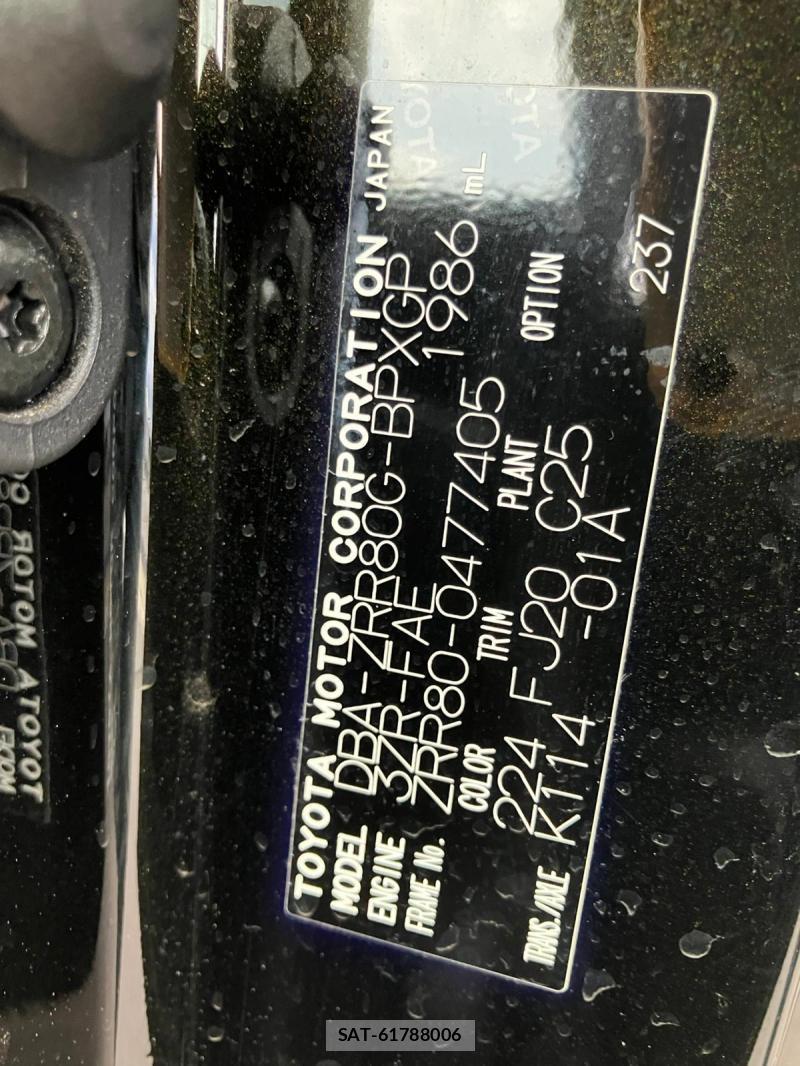 TOYOTA MOTOR CORPORATION JAPAN
MODEL DBA-ZRR80G-BPXGP
ENGINE 3ZR-FAE 1986 mL
FRAME No. ZRR80-0477405
COLOR TRIM PLANT OPTION
224 FJ20 C25
TRANS./AXLE K114 -01A 237
SAT-61788006